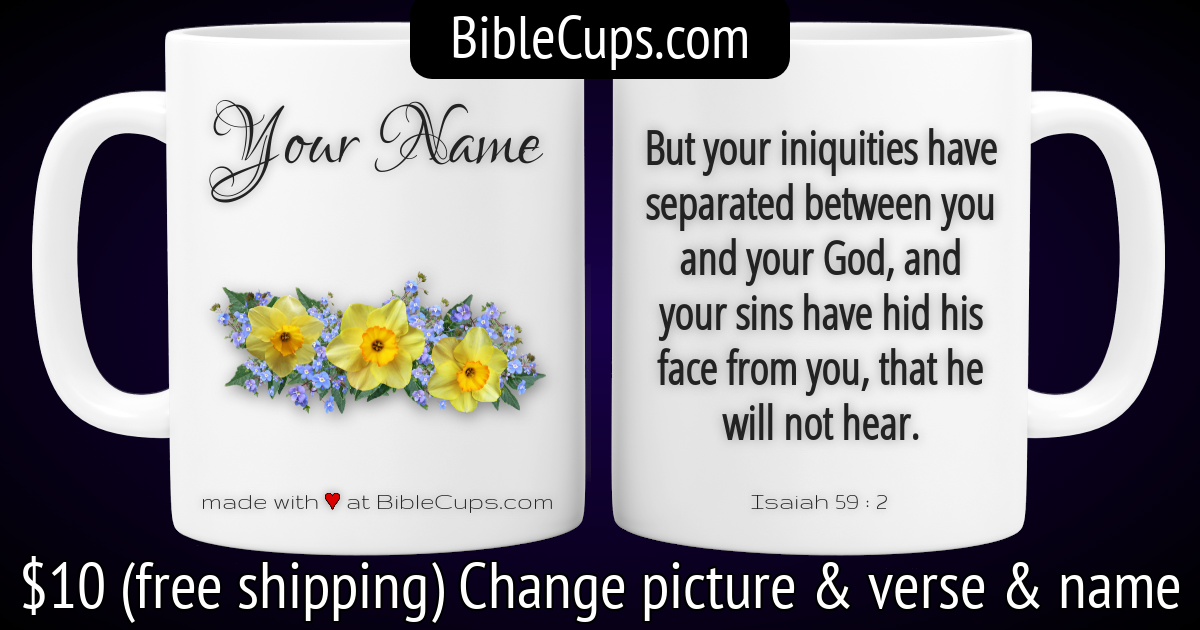 BibleCups.com
Your Name
made with ♥ at BibleCups.com
But your iniquities have
separated between you
and your God, and
your sins have hid his
face from you, that he
will not hear.
Isaiah 59 : 2
$10 (free shipping) Change picture & verse & name